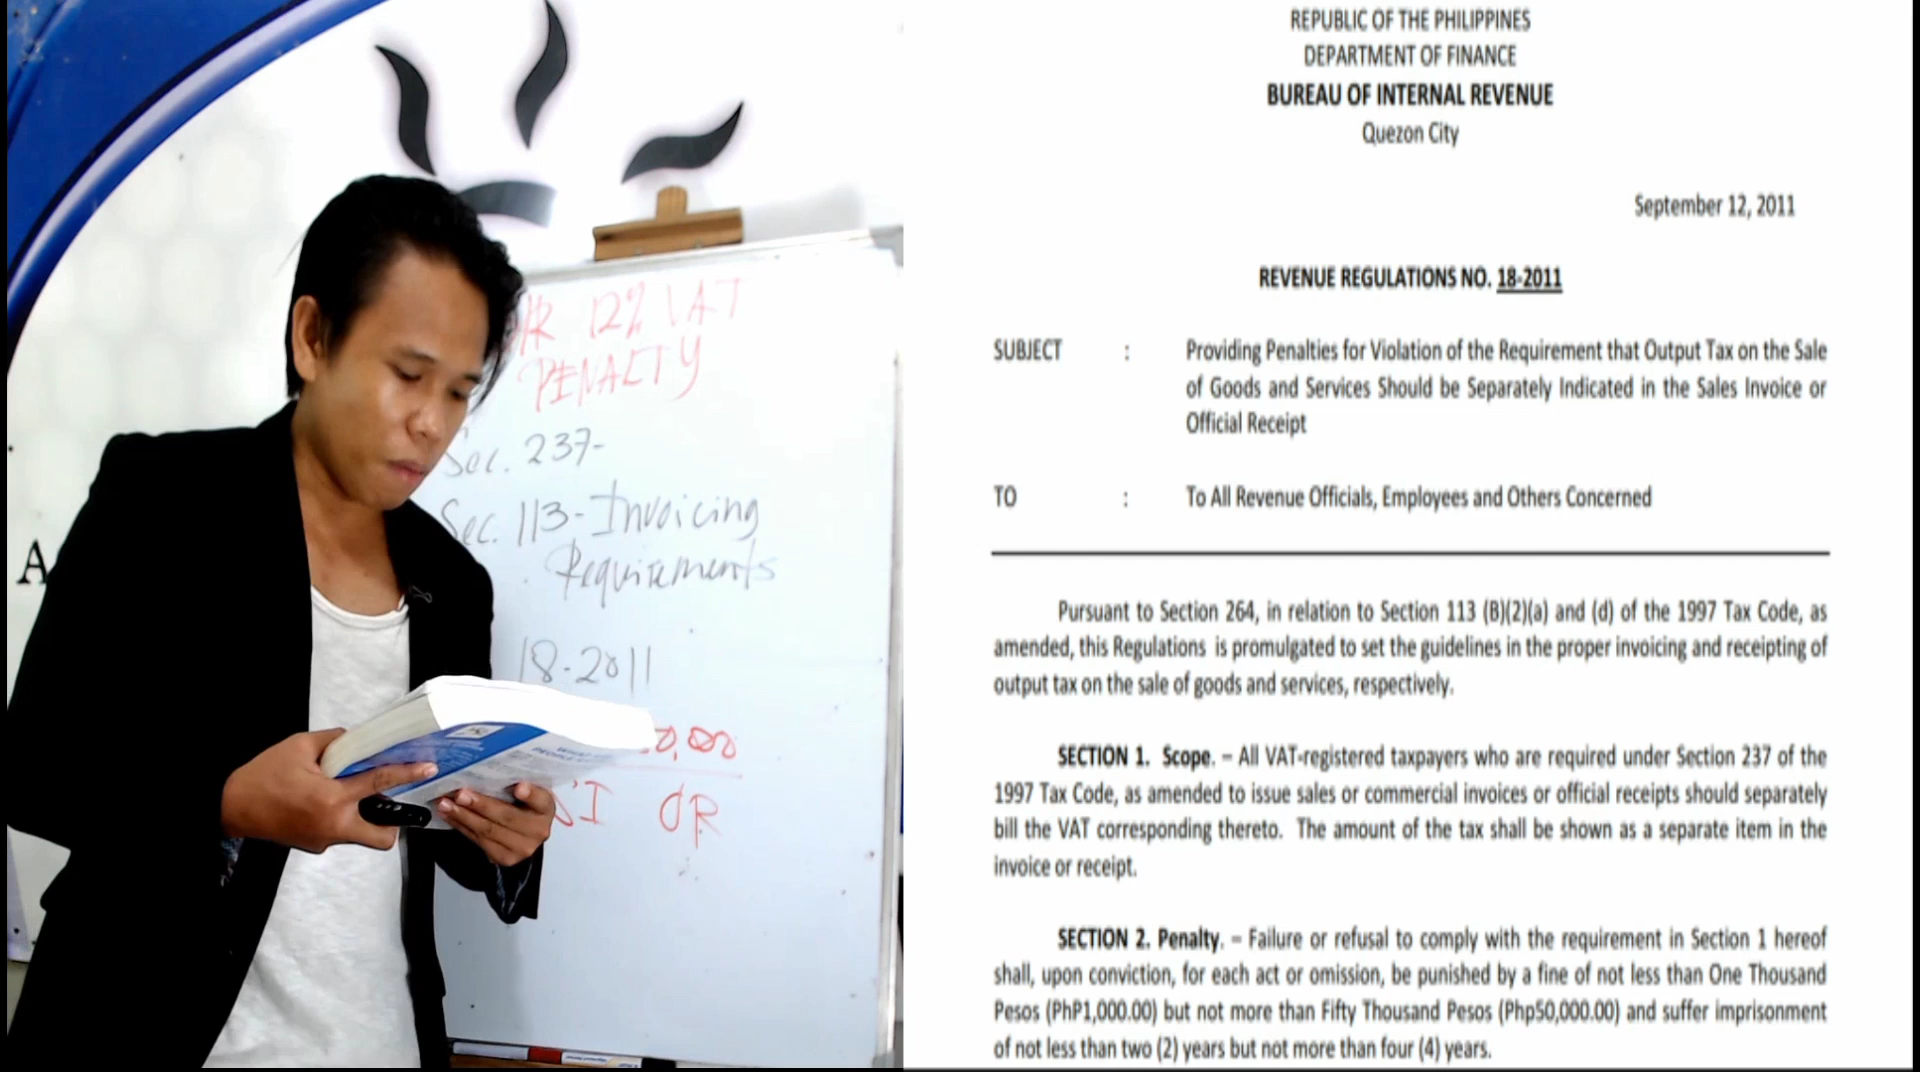 A
12% VAT
PENALTY
Sec. 237-
Sec. 113-Invoicing
Requirements
18-2011
SI OR
REPUBLIC OF THE PHILIPPINES
DEPARTMENT OF FINANCE
BUREAU OF INTERNAL REVENUE
Quezon City
September 12, 2011
REVENUE REGULATIONS NO. 18-2011
SUBJECT : Providing Penalties for Violation of the Requirement that Output Tax on the Sale
of Goods and Services Should be Separately Indicated in the Sales Invoice or
Official Receipt
TO : To All Revenue Officials, Employees and Others Concerned
Pursuant to Section 264, in relation to Section 113 (B)(2)(a) and (d) of the 1997 Tax Code, as
amended, this Regulations is promulgated to set the guidelines in the proper invoicing and receipting of
output tax on the sale of goods and services, respectively.
SECTION 1. Scope. – All VAT-registered taxpayers who are required under Section 237 of the
1997 Tax Code, as amended to issue sales or commercial invoices or official receipts should separately
bill the VAT corresponding thereto. The amount of the tax shall be shown as a separate item in the
invoice or receipt.
SECTION 2. Penalty. – Failure or refusal to comply with the requirement in Section 1 hereof
shall, upon conviction, for each act or omission, be punished by a fine of not less than One Thousand
Pesos (PhP1,000.00) but not more than Fifty Thousand Pesos (Php50,000.00) and suffer imprisonment
of not less than two (2) years but not more than four (4) years.